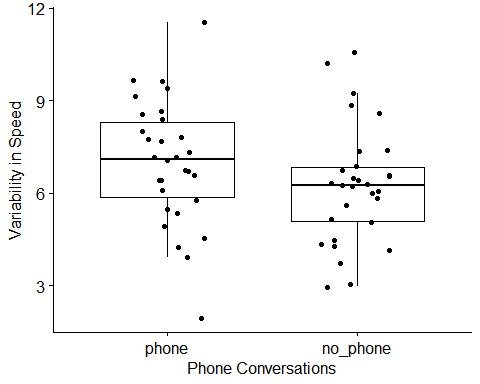 12
9
6
3
Variability in Speed
phone
no_phone
Phone Conversations